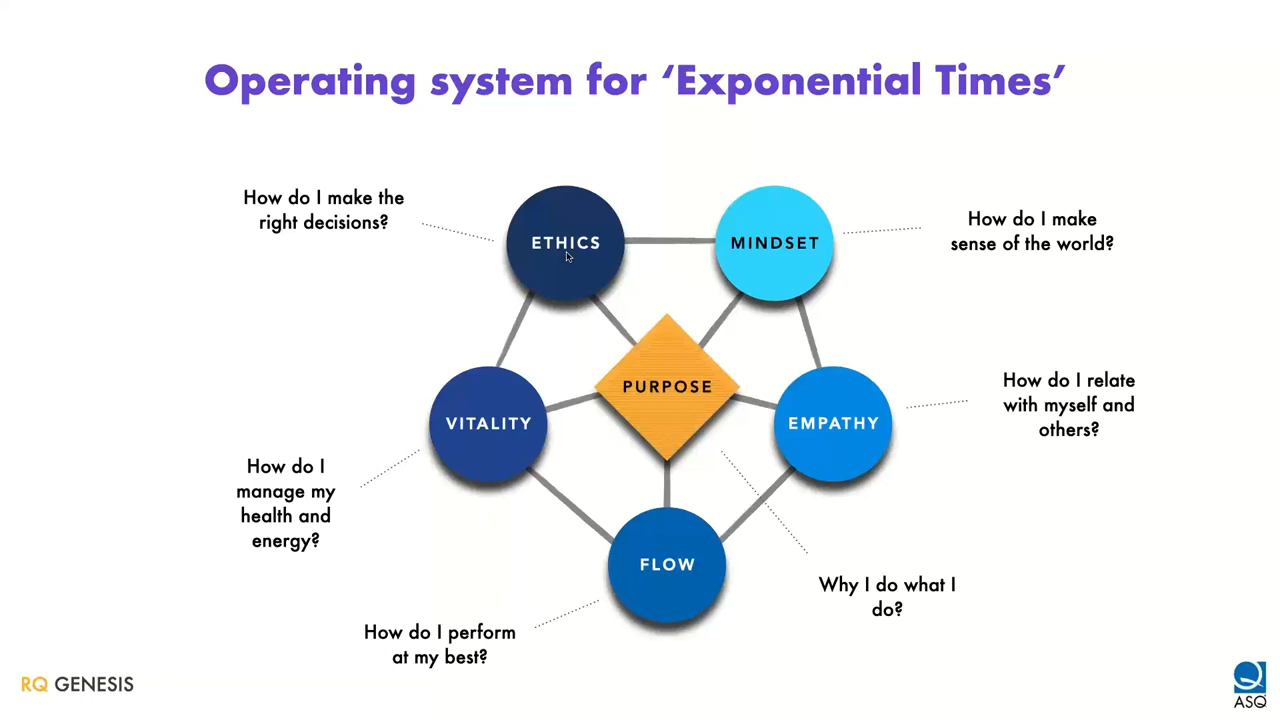 Operating system for ‘Exponential Times’
How do I make the
right decisions?
ETHICS
MINDSET
How do I make
sense of the world?
PURPOSE
How do I relate
with myself and
others?
VITALITY
EMPATHY
How do I
manage my
health and
energy?
FLOW
Why I do what I
do?
How do I perform
at my best?
RQ GENESIS
ASQ